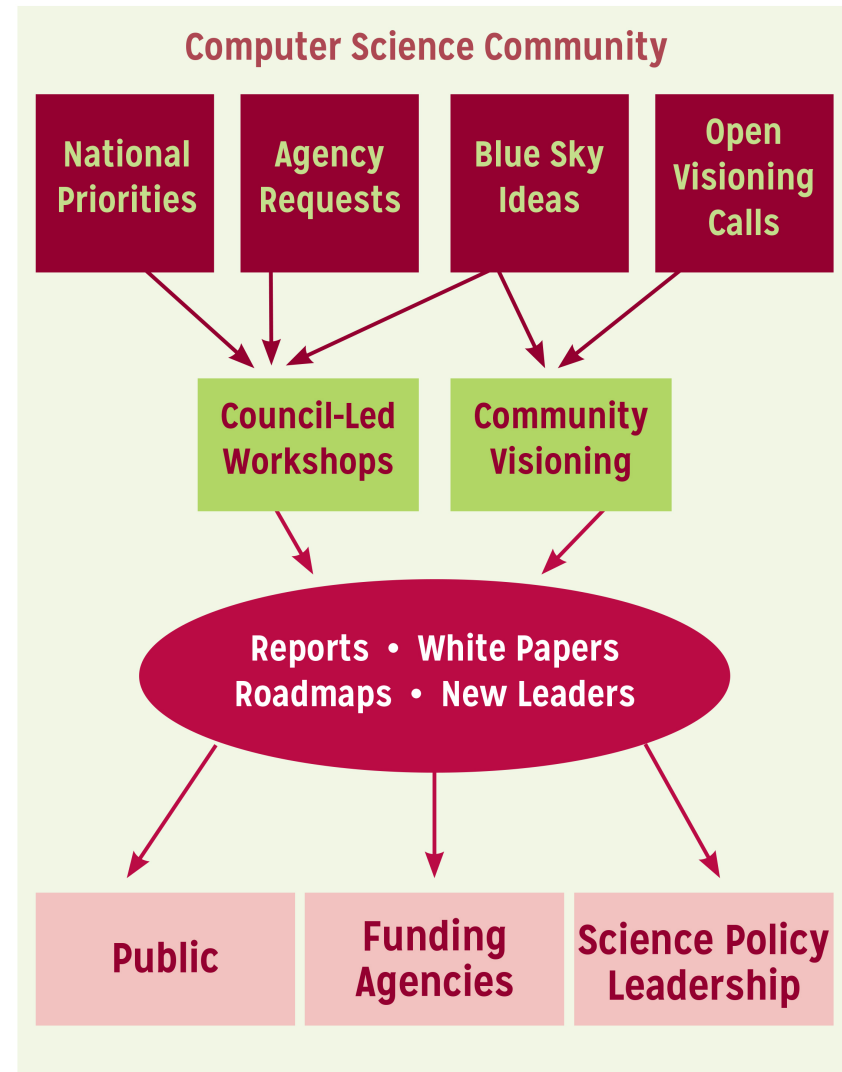 Computer Science Community
National
Priorities
Agency
Requests
Blue Sky
Ideas
Open
Visioning
Calls
Council-Led
Workshops
Community
Visioning
Reports • White Papers
Roadmaps • New Leaders
Public
Funding
Agencies
Science Policy
Leadership